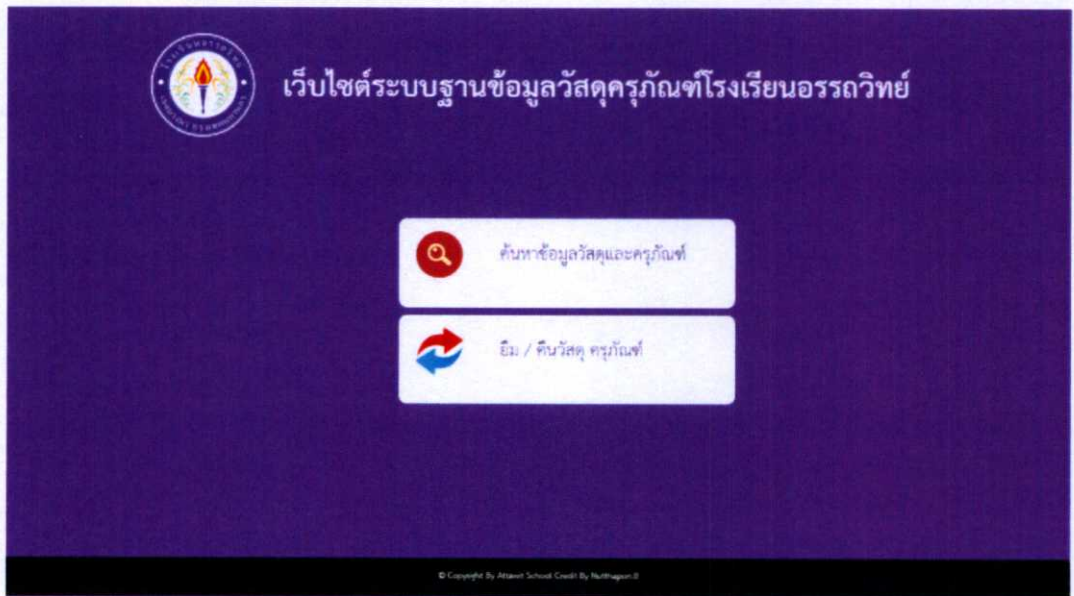 เว็บไซต์ระบบฐานข้อมูลวัสดุครุภัณฑ์โรงเรียนอรรถวิทย์
ค้นหาข้อมูลวัสดุและครุภัณฑ์
ยืม / คืนวัสดุ ครุภัณฑ์
© Copyright By Attawit School Credit By Nutthapon.B